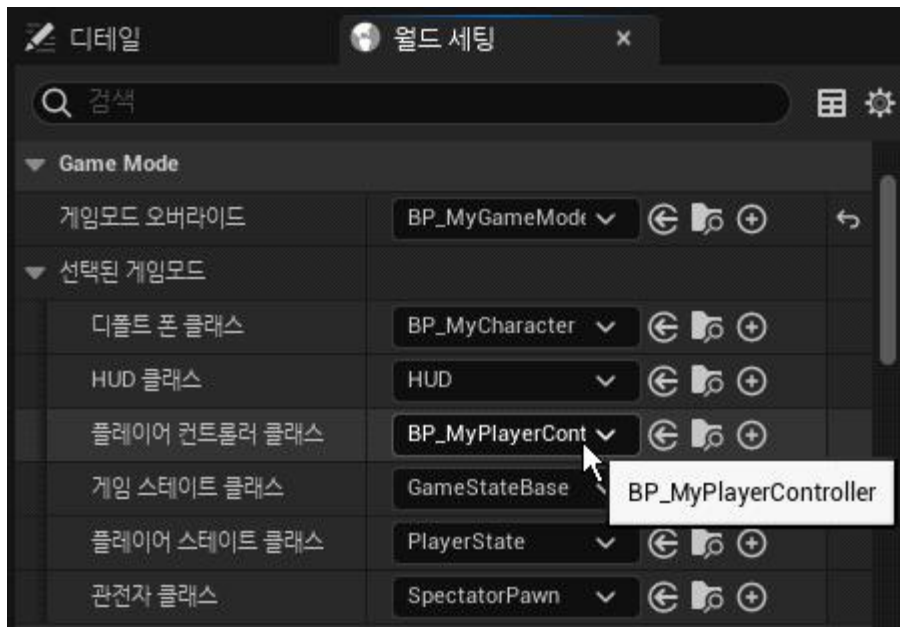 디테일
월드 세팅
검색
Game Mode
게임모드 오버라이드 BP_MyGameMode
선택된 게임모드
디폴트 폰 클래스 BP_MyCharacter
HUD 클래스 HUD
플레이어 컨트롤러 클래스 BP_MyPlayerCont
게임 스테이트 클래스 GameStateBase
BP_MyPlayerController
플레이어 스테이트 클래스 PlayerState
관전자 클래스 SpectatorPawn